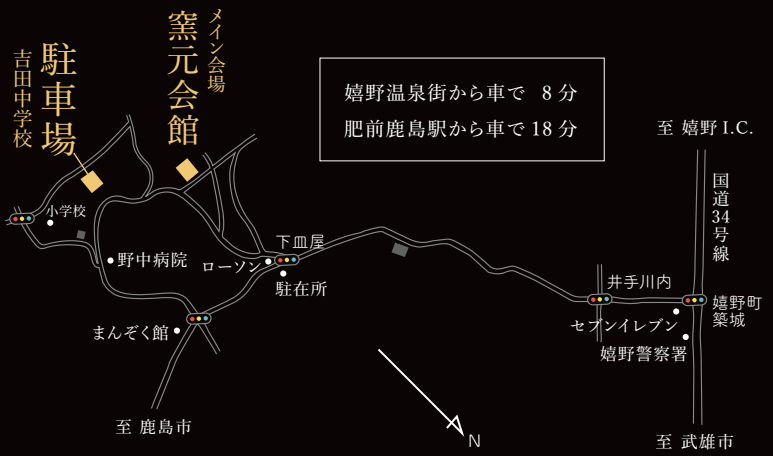 メイン会場
窯元会館
駐車場
吉田中学校
嬉野温泉街から車で 8分
肥前鹿島駅から車で18分
至 嬉野 I.C.
国道34号線
小学校
野中病院
ローソン
下皿屋
駐在所
井手川内
嬉野町
築城
セブンイレブン
嬉野警察署
まんぞく館
至 鹿島市
N
至 武雄市